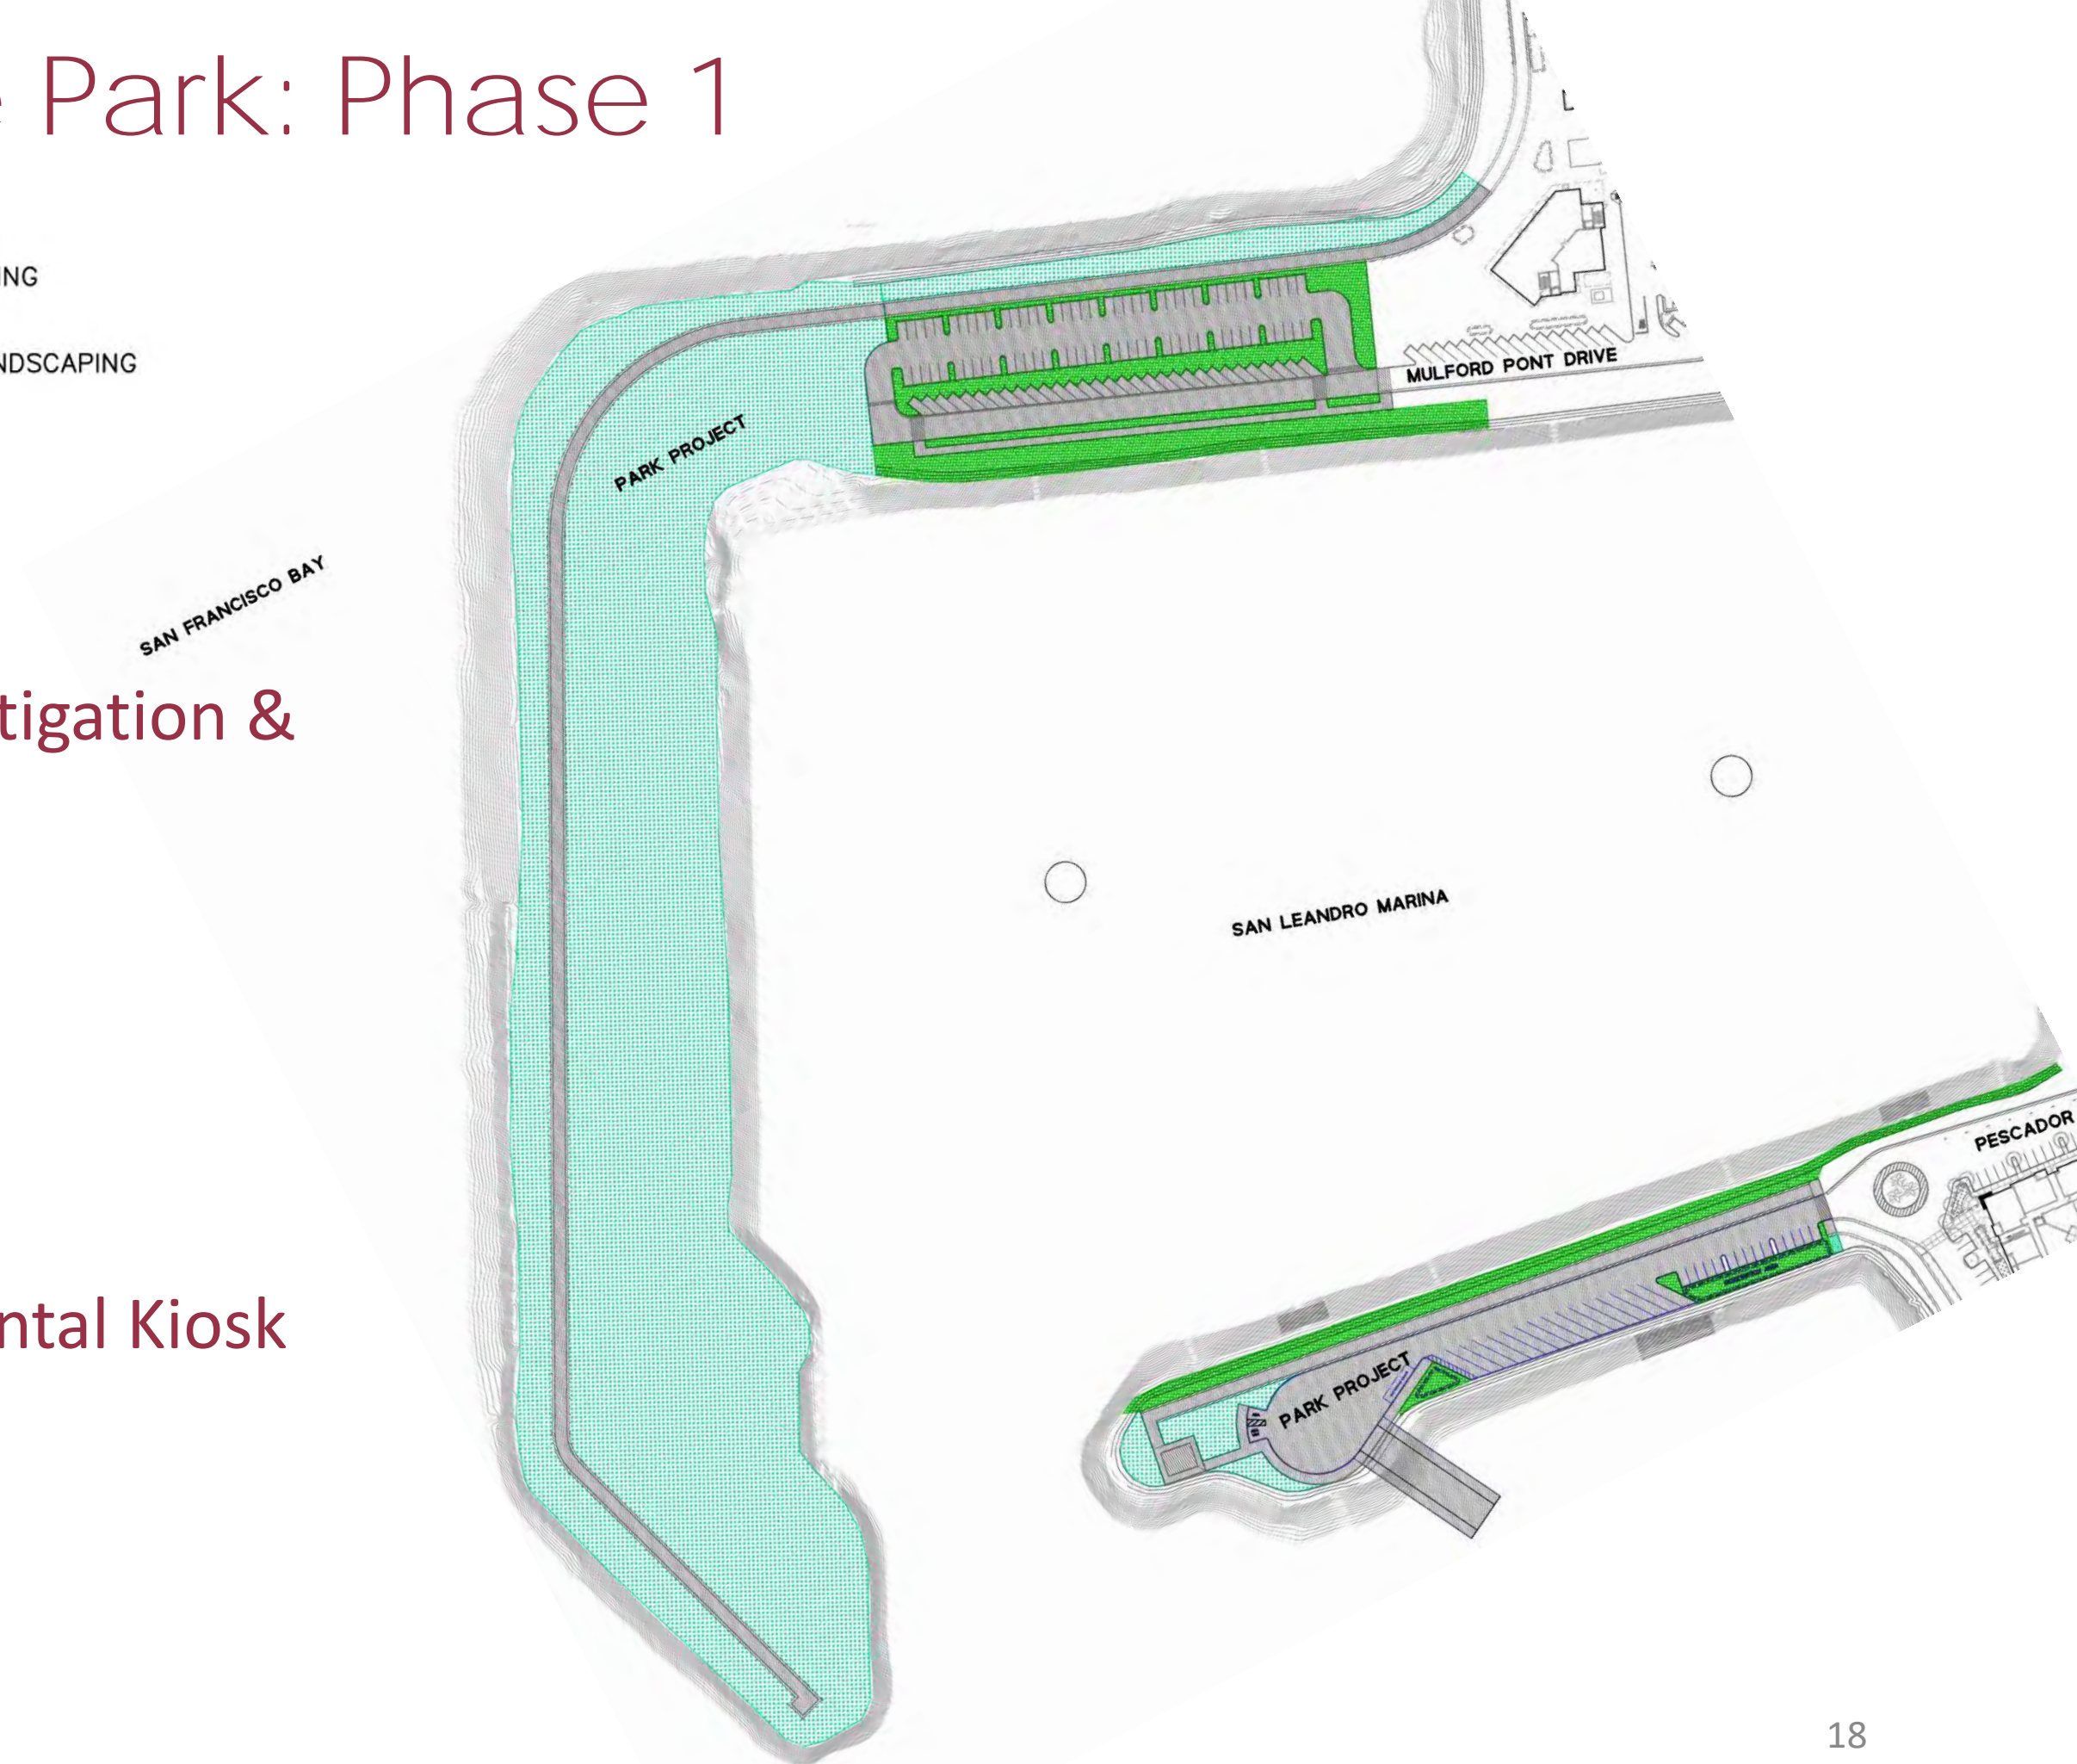 e Park: Phase 1
ING
NDSCAPING
L
MULFORD PONT DRIVE
PARK PROJECT
SAN FRANCISCO BAY
tigation &
SAN LEANDRO MARINA
PESCADOR
ntal Kiosk
PARK PROJECT
18